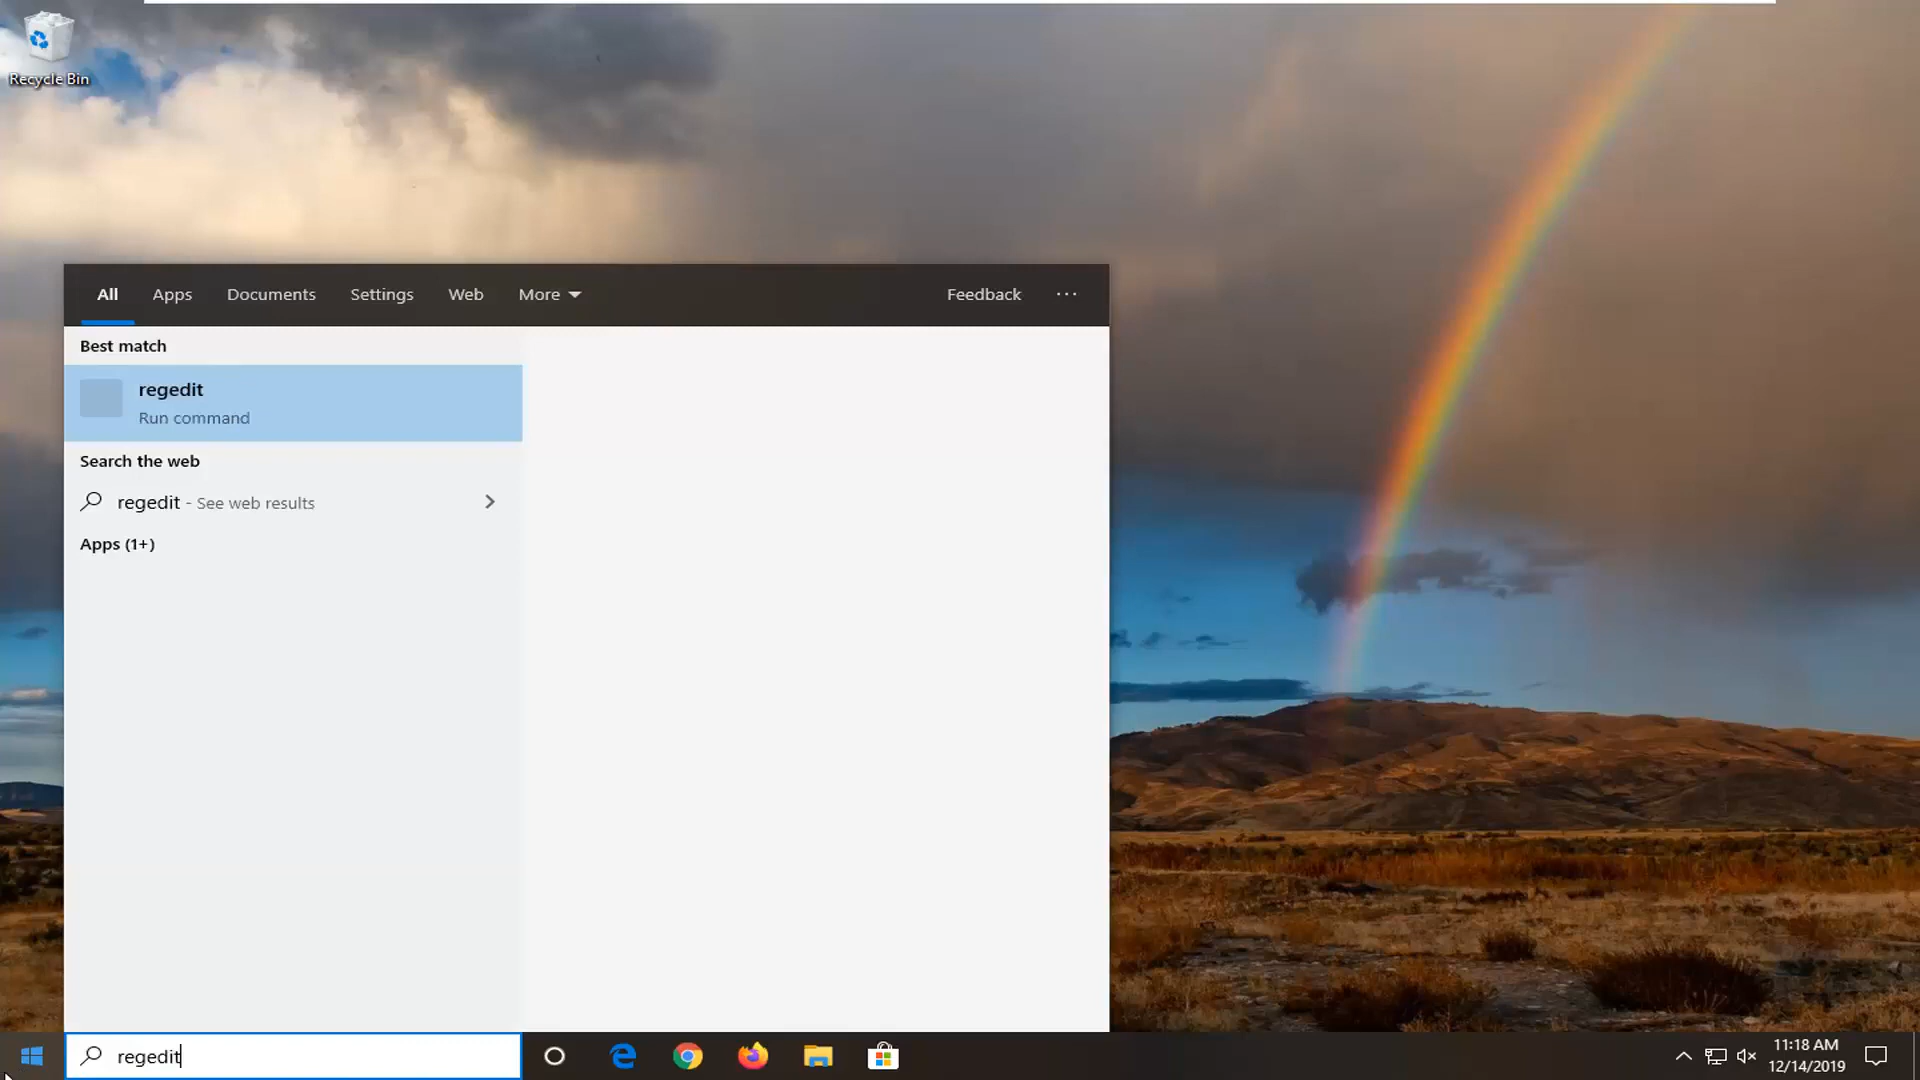 Recycle Bin
All Apps Documents Settings Web More Feedback ...
Best match
regedit
Run command
Search the web
regedit - See web results
Apps (1+)
regedit
11:18 AM
12/14/2019